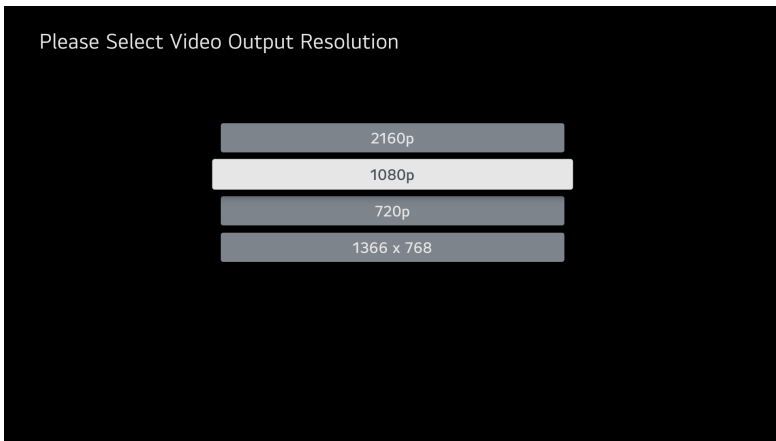 Please Select Video Output Resolution
2160p
1080p
720p
1366 x 768